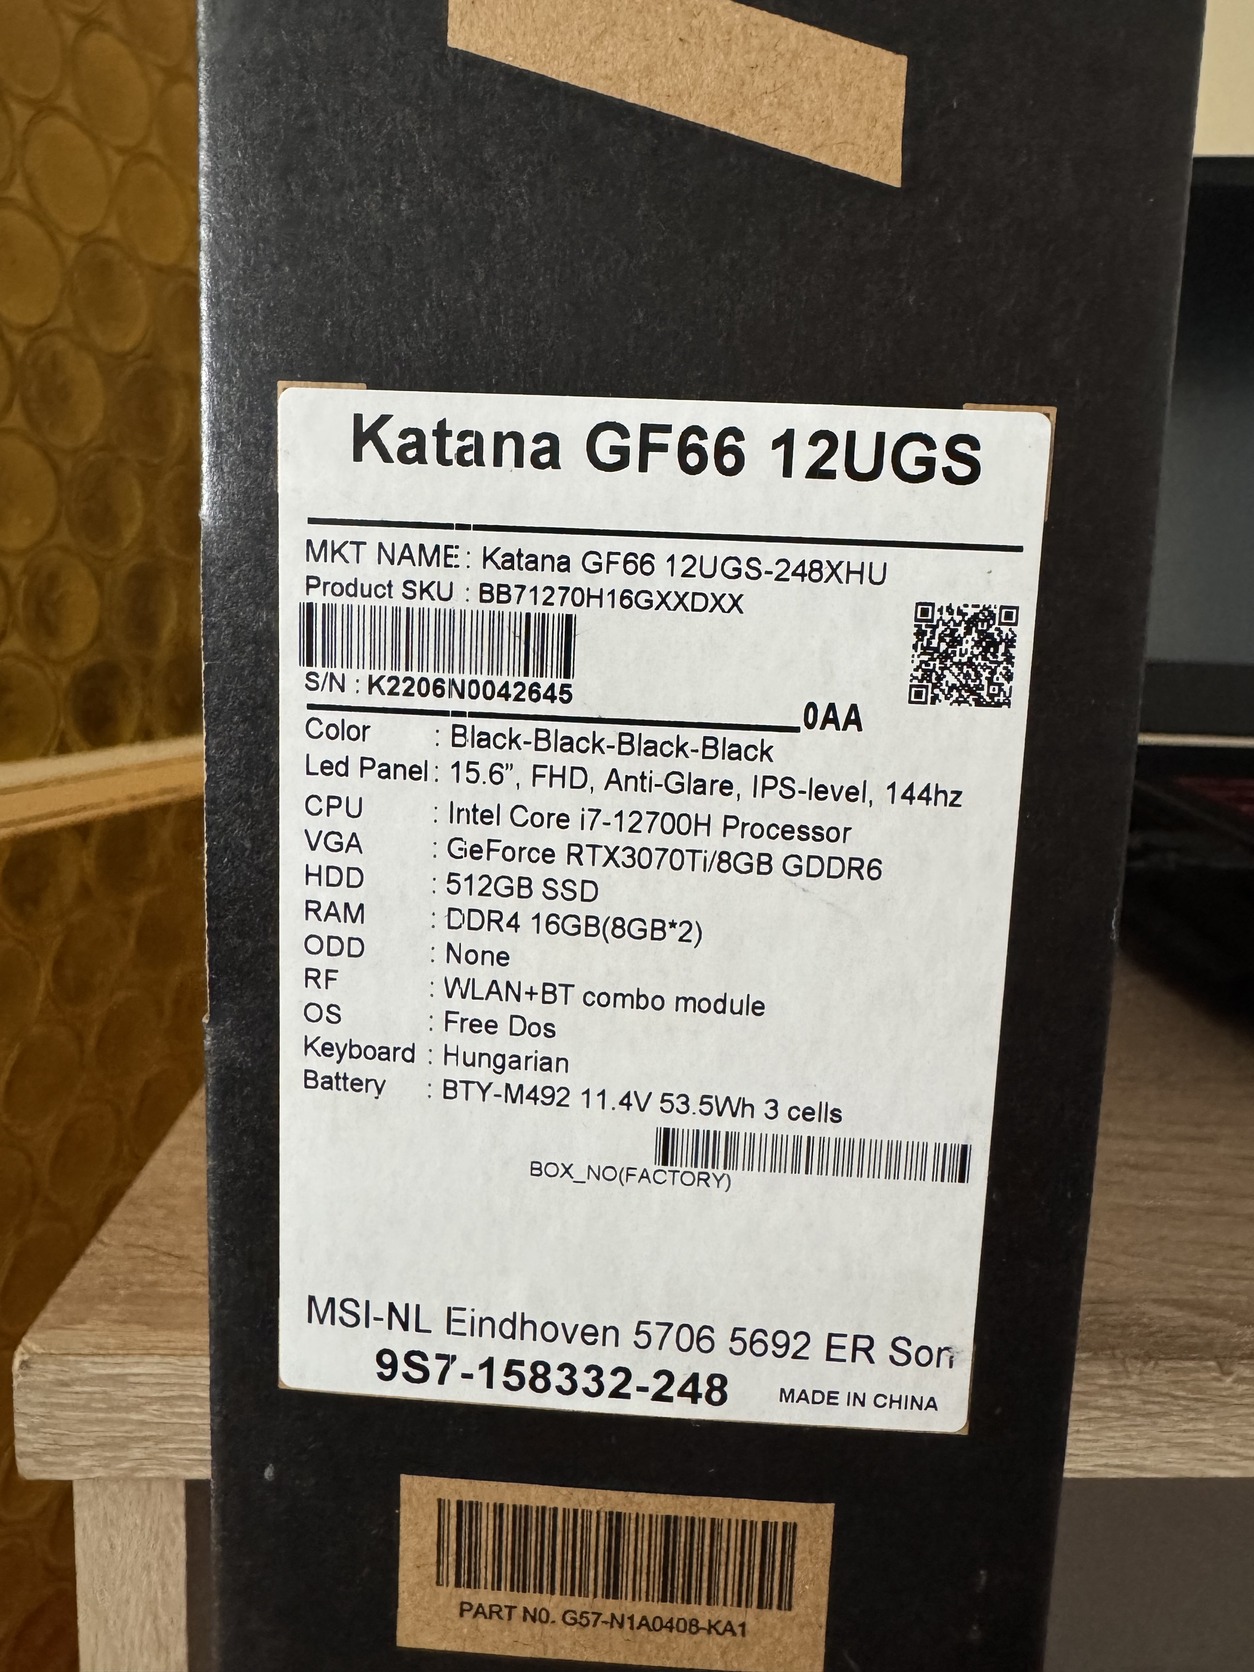 Katana GF66 12UGS
MKT NAME : Katana GF66 12UGS-248XHU
Product SKU : BB71270H16GXXDXX
S/N : K2206N0042645
0AA
Color : Black-Black-Black-Black
Led Panel : 15.6”, FHD, Anti-Glare, IPS-level, 144hz
CPU : Intel Core i7-12700H Processor
VGA : GeForce RTX3070Ti/8GB GDDR6
HDD : 512GB SSD
RAM : DDR4 16GB(8GB*2)
ODD : None
RF : WLAN+BT combo module
OS : Free Dos
Keyboard : Hungarian
Battery : BTY-M492 11.4V 53.5Wh 3 cells
BOX_NO(FACTORY)
MSI-NL Eindhoven 5706 5692 ER Son
9S7-158332-248 MADE IN CHINA
PART NO. G57-N1A0408-KA1